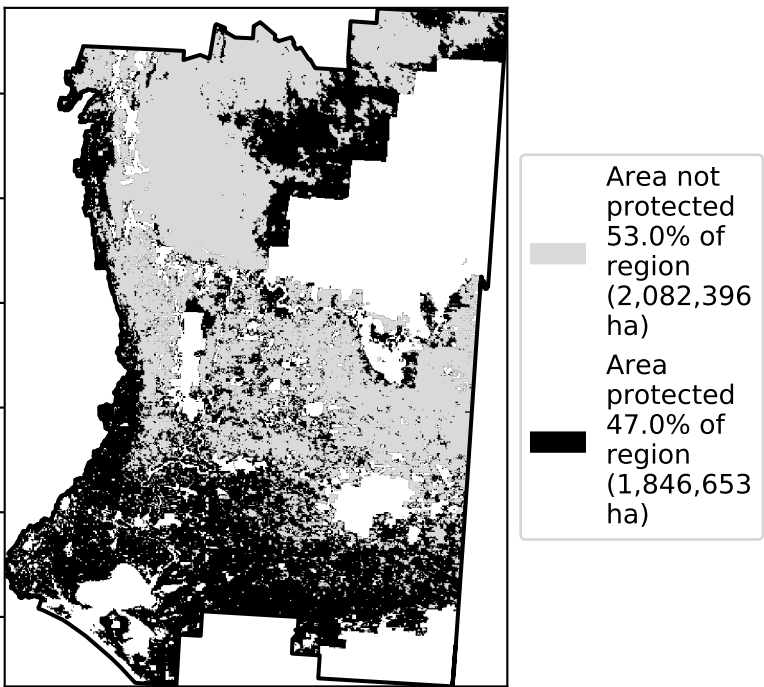 Area not
protected
53.0% of
region
(2,082,396
ha)
Area
protected
47.0% of
region
(1,846,653
ha)